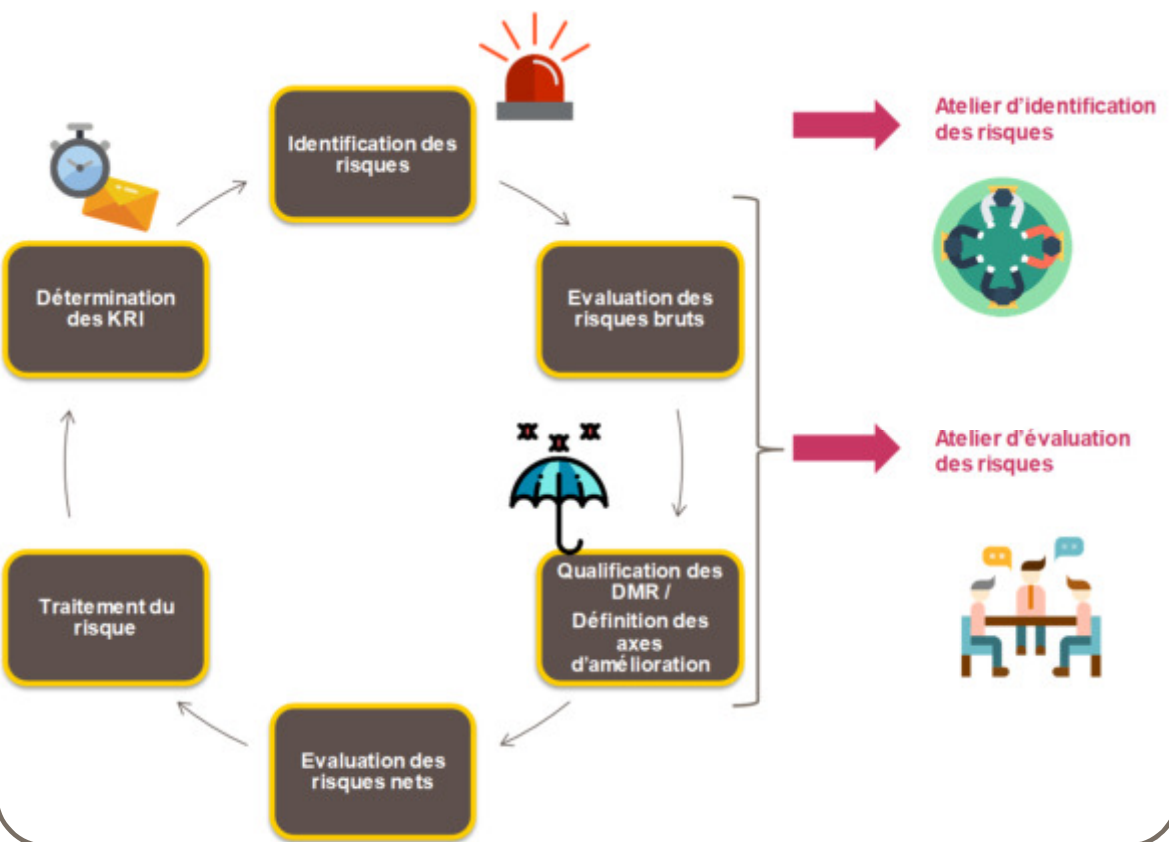 Identification des
risques
Evaluation des
risques bruts
Qualification des
DMR /
Définition des
axes
d'amélioration
Evaluation des
risques nets
Traitement du
risque
Détermination
des KRI
Atelier d'identification
des risques
Atelier d'évaluation
des risques